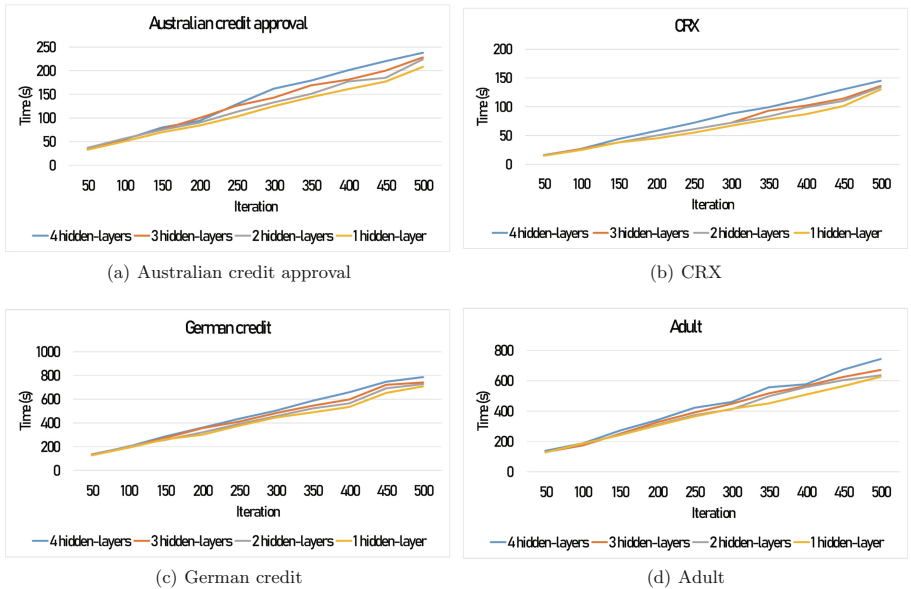 Australian credit approval
250
200
150
100
50
0
Time (s)
50 100 150 200 250 300 350 400 450 500
Iteration
4 hidden-layers 3 hidden-layers 2 hidden-layers 1 hidden-layer
(a) Australian credit approval
CRX
200
150
100
50
0
Time (s)
50 100 150 200 250 300 350 400 450 500
Iteration
4 hidden-layers 3 hidden-layers 2 hidden-layers 1 hidden-layer
(b) CRX
German credit
1000
800
600
400
200
0
Time (s)
50 100 150 200 250 300 350 400 450 500
Iteration
4 hidden-layers 3 hidden-layers 2 hidden-layers 1 hidden-layer
(c) German credit
Adult
800
600
400
200
0
Time (s)
50 100 150 200 250 300 350 400 450 500
Iteration
4 hidden-layers 3 hidden-layers 2 hidden-layers 1 hidden-layer
(d) Adult